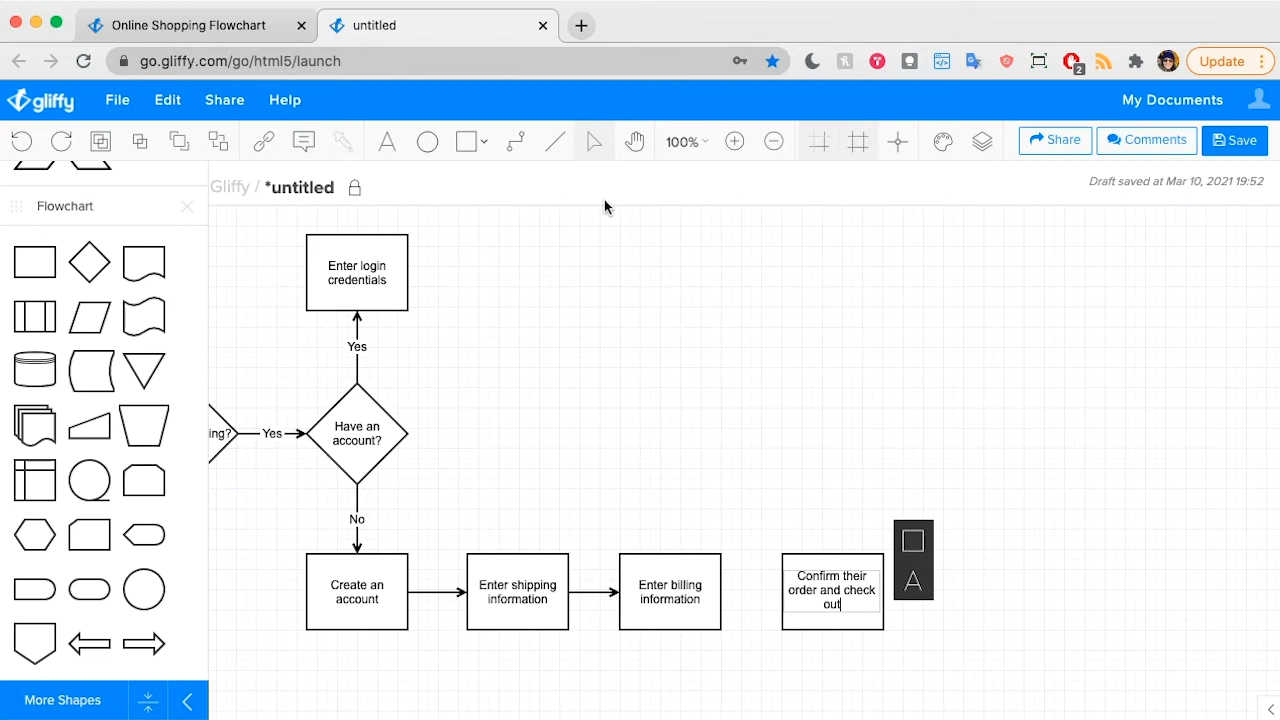 Online Shopping Flowchart
untitled
go.gliffy.com/go/html5/launch
2
Update
gliffy
File
Edit
Share
Help
My Documents
A
100%
Share
Comments
Save
Flowchart
Gliffy / *untitled
Draft saved at Mar 10, 2021 19:52
Enter login
credentials
Yes
ing?
Yes
Have an
account?
No
Create an
account
Enter shipping
information
Enter billing
information
Confirm their
order and check
out
A
More Shapes